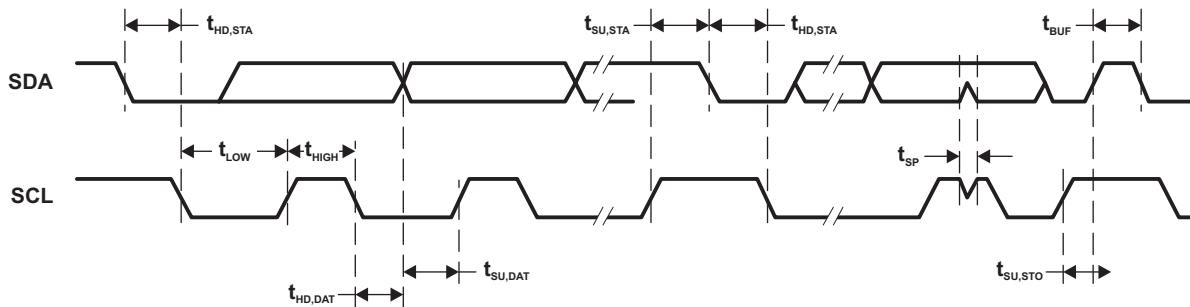 tHD,STA
tSU,STA
tHD,STA
tBUF
SDA
tLOW
tHIGH
tSP
SCL
tSU,DAT
tSU,STO
tHD,DAT